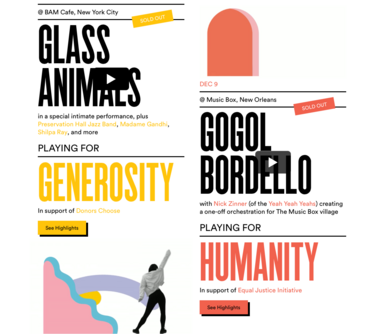 @ BAM Cafe, New York City
SOLD OUT
GLASS
ANIMALS
in a special intimate performance, plus
Preservation Hall Jazz Band, Madame Gandhi,
Shilpa Ray, and more
PLAYING FOR
GENEROSITY
In support of Donors Choose
See Highlights
DEC 9
@ Music Box, New Orleans
SOLD OUT
GOGOL
BORDELLO
with Nick Zinner (of the Yeah Yeah Yeahs) creating
a one-off orchestration for The Music Box village
PLAYING FOR
HUMANITY
In support of Equal Justice Initiative
See Highlights